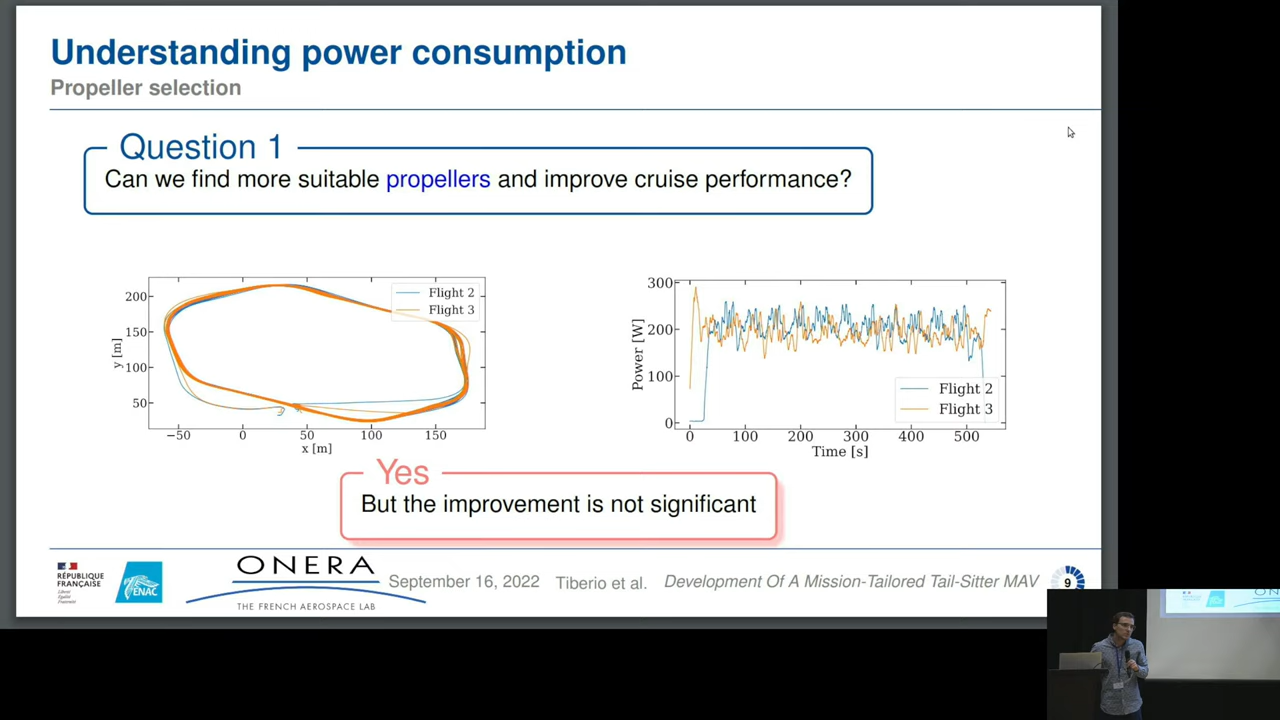 Understanding power consumption
Propeller selection
Question 1
Can we find more suitable propellers and improve cruise performance?
Flight 2
Flight 3
200
150
100
50
y [m]
−50 0 50 100 150
x [m]
300
200
100
0
Power [W]
Flight 2
Flight 3
0 100 200 300 400 500
Time [s]
Yes
But the improvement is not significant
RÉPUBLIQUE
FRANÇAISE
Liberté
Égalité
Fraternité
ENAC
ONERA
THE FRENCH AEROSPACE LAB
September 16, 2022 Tiberio et al. Development Of A Mission-Tailored Tail-Sitter MAV 9